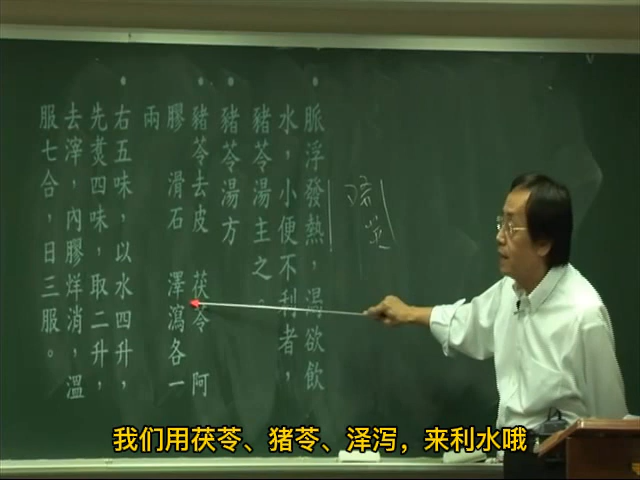 脈浮發熱，渴欲飲
水，小便不利者，
豬苓湯主之。
豬苓湯方
豬苓去皮　茯苓　阿
膠　滑石　澤瀉各一
兩
右五味，以水四升，
先煑四味，取二升，
去滓，內膠烊消，溫
服七合，日三服。
我们用茯苓、猪苓、泽泻，来利水哦